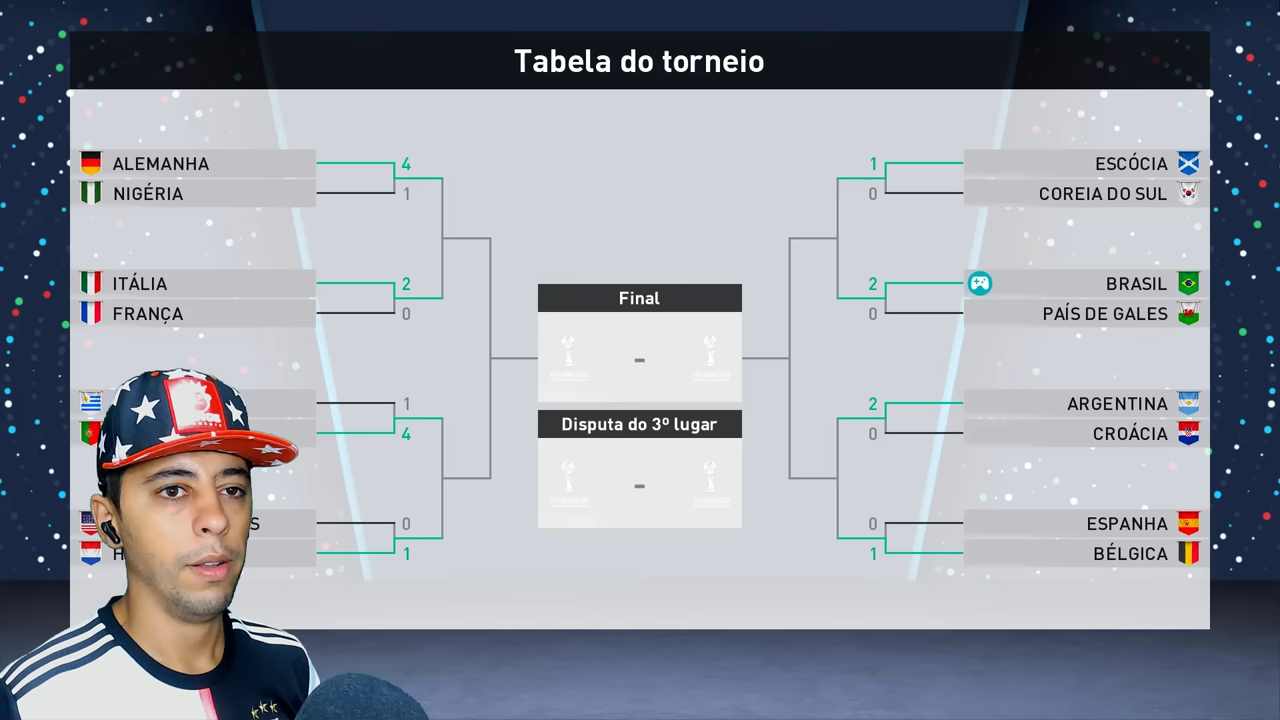 Tabela do torneio
ALEMANHA 4
NIGÉRIA 1
ITÁLIA 2
FRANÇA 0
1
4
S 0
H 1
Final
-
Disputa do 3º lugar
-
1 ESCÓCIA
0 COREIA DO SUL
2 BRASIL
0 PAÍS DE GALES
2 ARGENTINA
0 CROÁCIA
0 ESPANHA
1 BÉLGICA